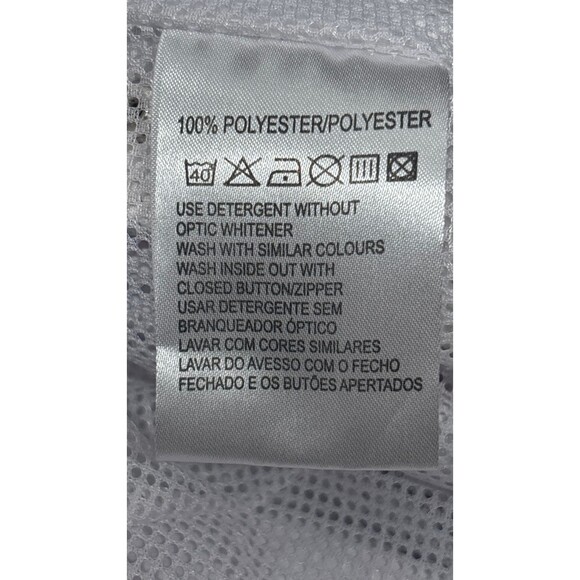 100% POLYESTER/POLYESTER
40
USE DETERGENT WITHOUT
OPTIC WHITENER
WASH WITH SIMILAR COLOURS
WASH INSIDE OUT WITH
CLOSED BUTTON/ZIPPER
USAR DETERGENTE SEM
BRANQUEADOR ÓPTICO
LAVAR COM CORES SIMILARES
LAVAR DO AVESSO COM O FECHO
FECHADO E OS BUTÕES APERTADOS